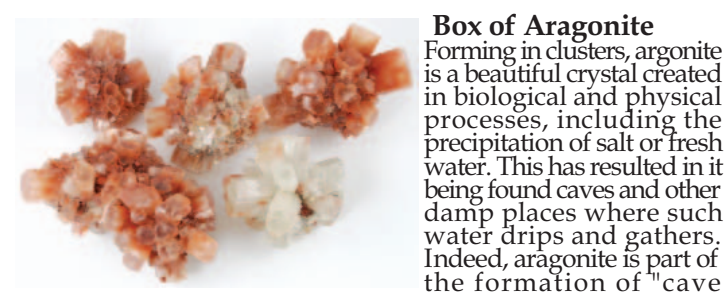 Box of Aragonite
Forming in clusters, argonite
is a beautiful crystal created
in biological and physical
processes, including the
precipitation of salt or fresh
water. This has resulted in it
being found caves and other
damp places where such
water drips and gathers.
Indeed, aragonite is part of
the formation of "cave